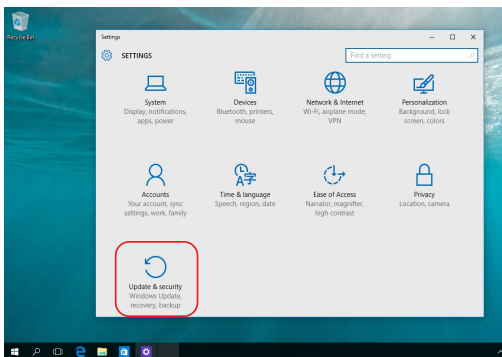 Recycle Bin
Settings
SETTINGS
Find a setting
System
Display, notifications,
apps, power
Devices
Bluetooth, printers,
mouse
Network & Internet
Wi-Fi, airplane mode,
VPN
Personalization
Background, lock
screen, colors
Accounts
Your account, sync
settings, work, family
Time & language
Speech, region, date
Ease of Access
Narrator, magnifier,
high contrast
Privacy
Location, camera
Update & security
Windows Update,
recovery, backup